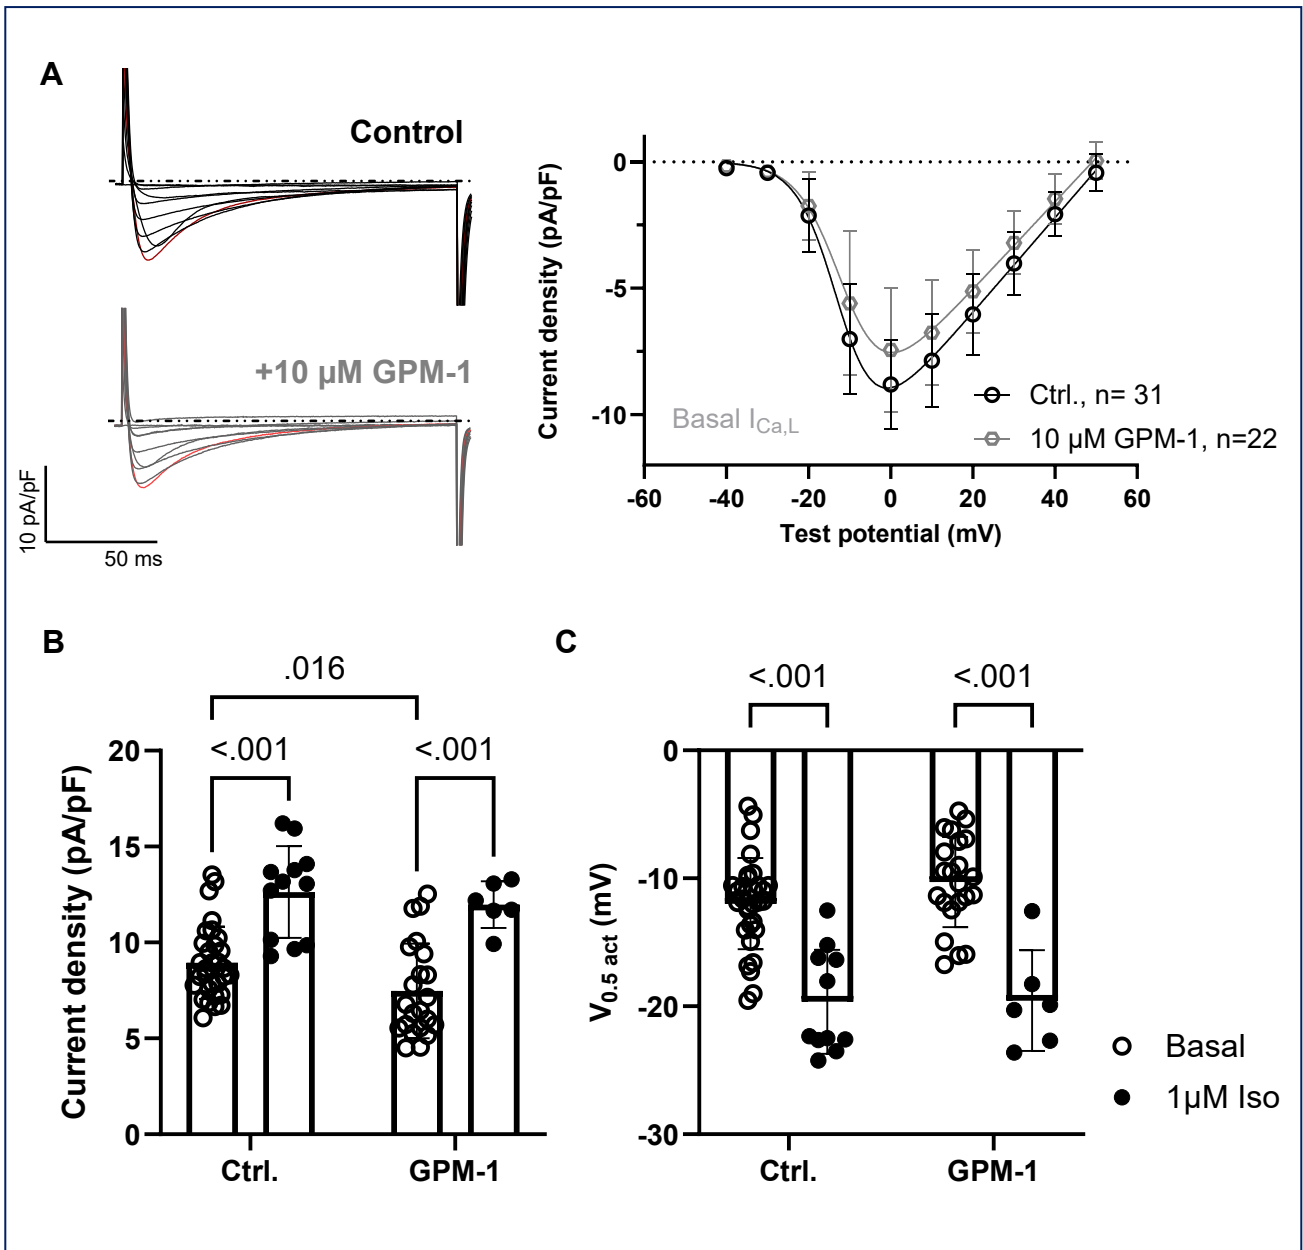 A
Control
+10 µM GPM-1
10 pA/pF
50 ms
Current density (pA/pF)
0
-5
-10
Basal I_Ca,L
Ctrl., n= 31
10 µM GPM-1, n=22
-60 -40 -20 0 20 40 60
Test potential (mV)
B
.016
<.001 <.001
Current density (pA/pF)
20
15
10
5
0
Ctrl. GPM-1
C
<.001 <.001
V0.5 act (mV)
0
-10
-20
-30
Ctrl. GPM-1
Basal
1µM Iso